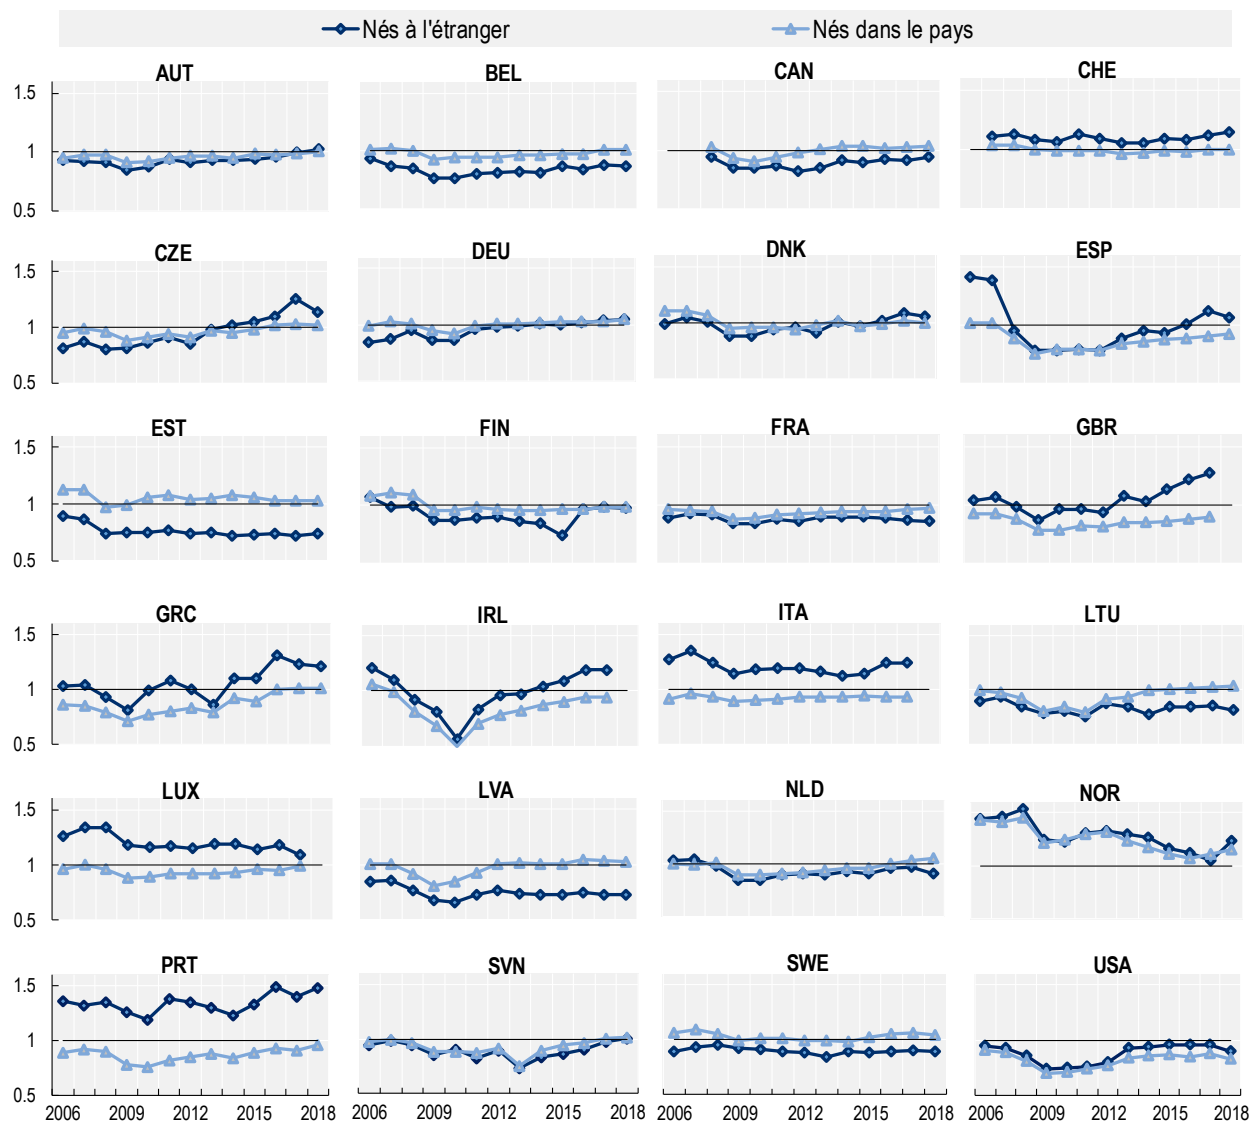 Nés à l'étranger Nés dans le pays
AUT BEL CAN CHE
1.5
1
0.5
CZE DEU DNK ESP
1.5
1
0.5
EST FIN FRA GBR
1.5
1
0.5
GRC IRL ITA LTU
1.5
1
0.5
LUX LVA NLD NOR
1.5
1
0.5
PRT SVN SWE USA
1.5
1
0.5
2006 2009 2012 2015 2018 2006 2009 2012 2015 2018 2006 2009 2012 2015 2018 2006 2009 2012 2015 2018